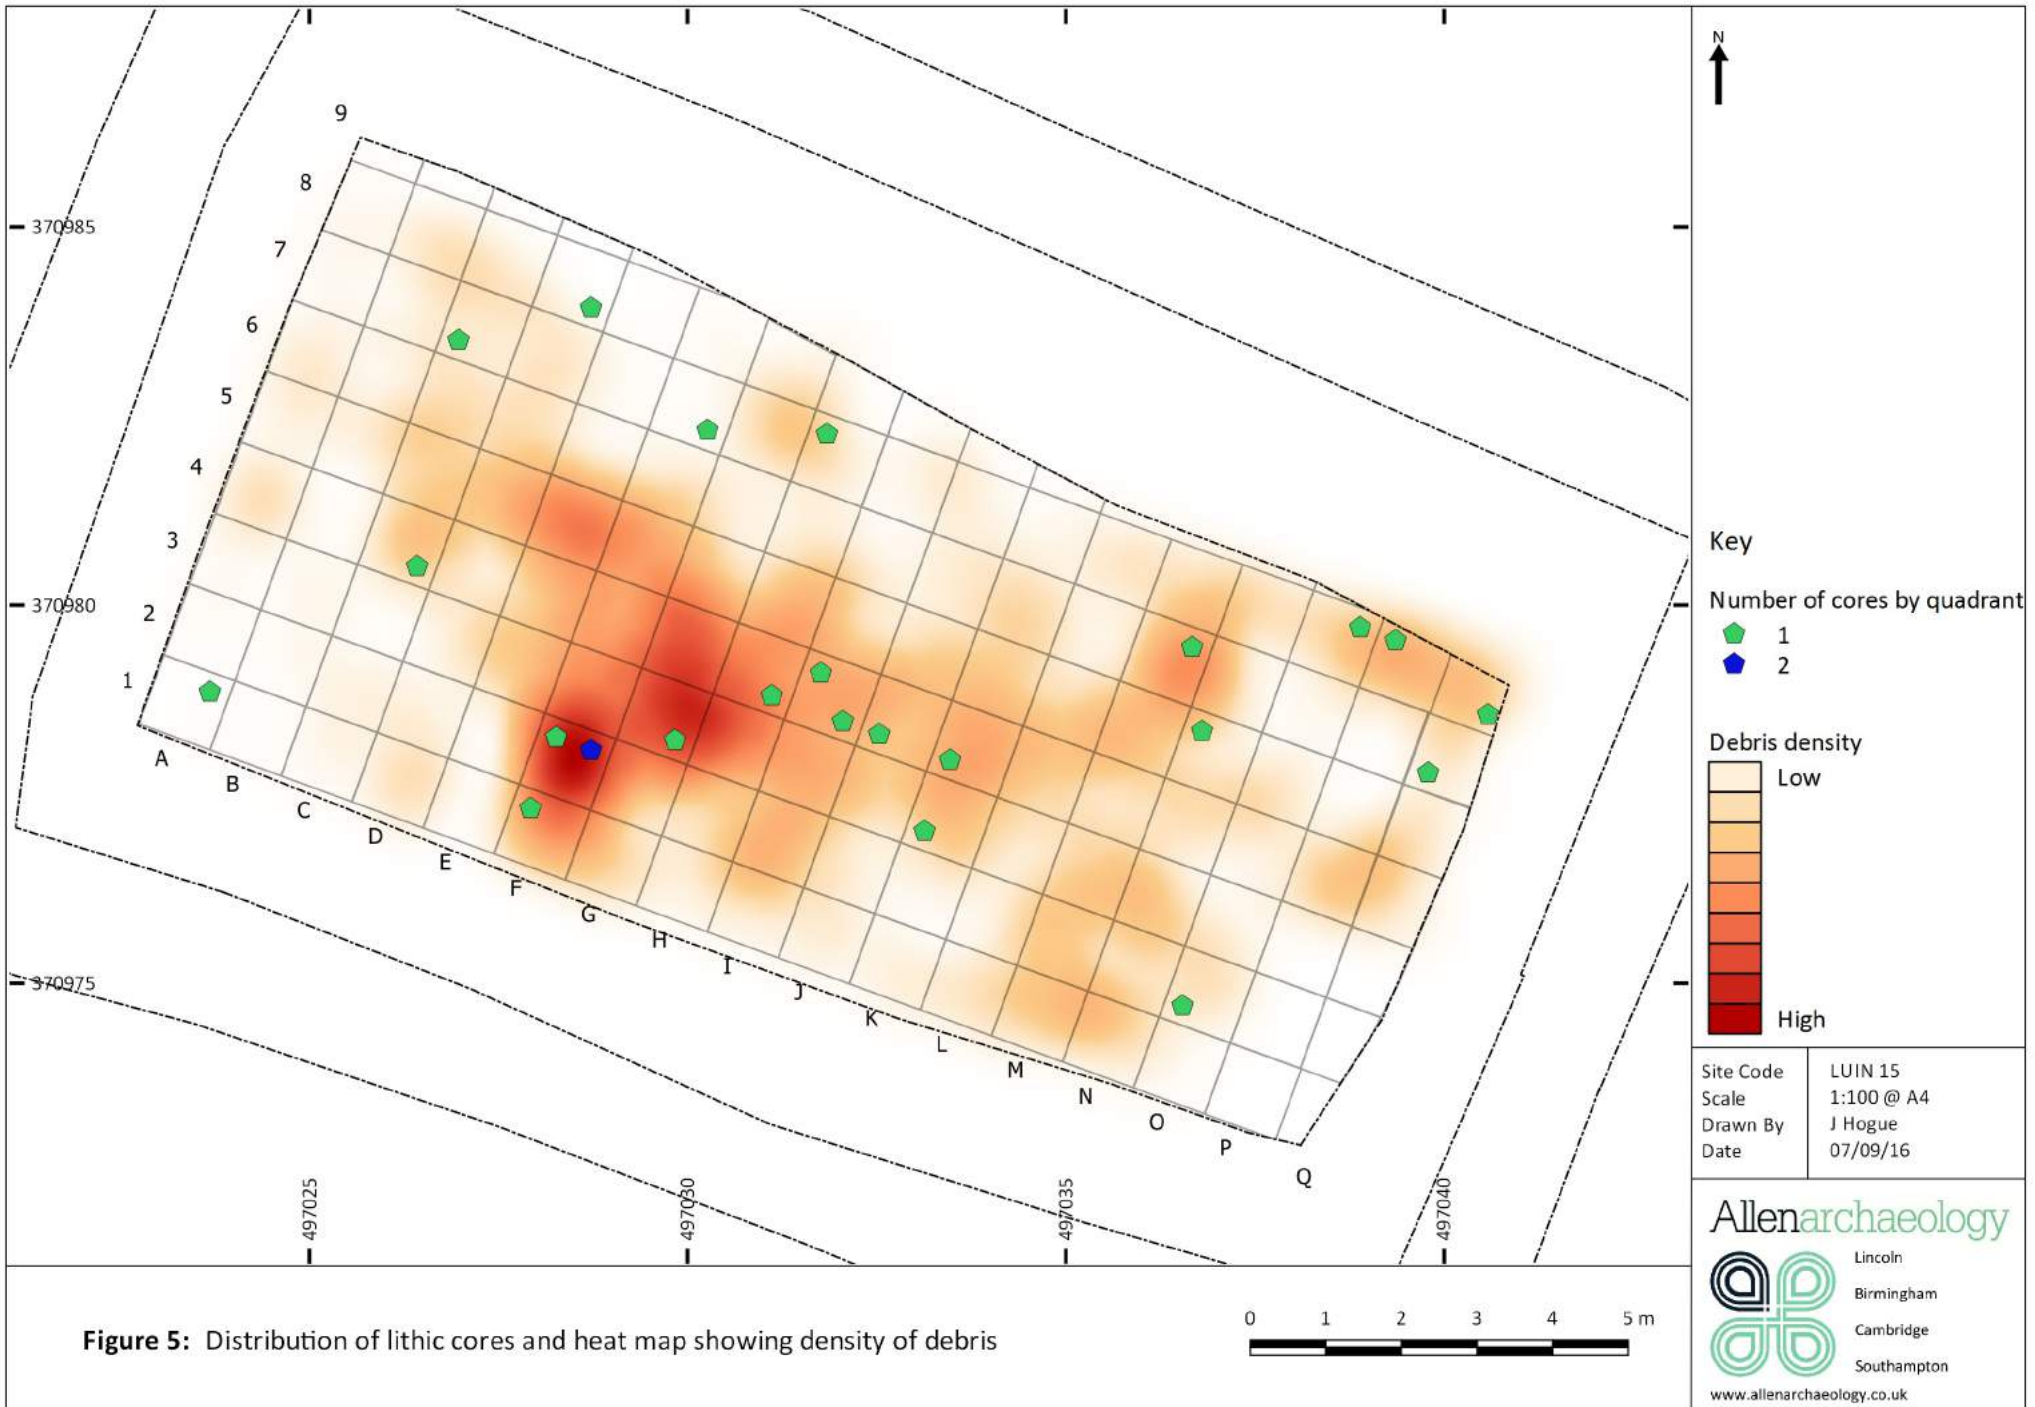 N
9
8
370985
7
6
5
4
3
370980
2
1
A
B
C
D
E
F
G
H
I
J
K
L
M
N
O
P
Q
370975
497025
497030
497035
497040
Key
Number of cores by quadrant
1
2
Debris density
Low
High
Site Code LUIN 15
Scale 1:100 @ A4
Drawn By J Hogue
Date 07/09/16
Allenarchaeology
Lincoln
Birmingham
Cambridge
Southampton
www.allenarchaeology.co.uk
0 1 2 3 4 5 m
Figure 5: Distribution of lithic cores and heat map showing density of debris